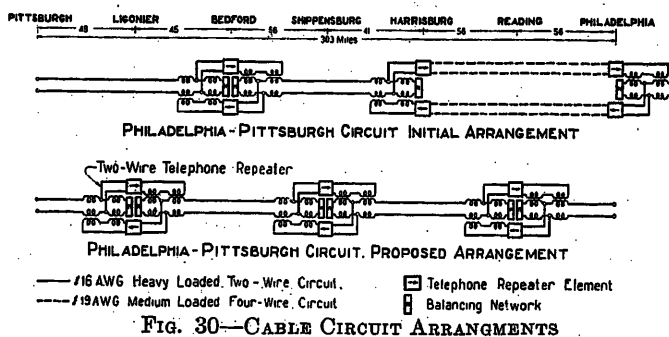 PITTSBURGH LIGONIER BEDFORD SHIPPENSBURG HARRISBURG READING PHILADELPHIA
49 45 56 41 56 56
303 Miles
PHILADELPHIA-PITTSBURGH CIRCUIT INITIAL ARRANGEMENT
Two-Wire Telephone Repeater
PHILADELPHIA-PITTSBURGH CIRCUIT. PROPOSED ARRANGEMENT
#16 AWG Heavy Loaded, Two-Wire Circuit.
Telephone Repeater Element
#19 AWG Medium Loaded Four-Wire, Circuit
Balancing Network
FIG. 30—CABLE CIRCUIT ARRANGMENTS